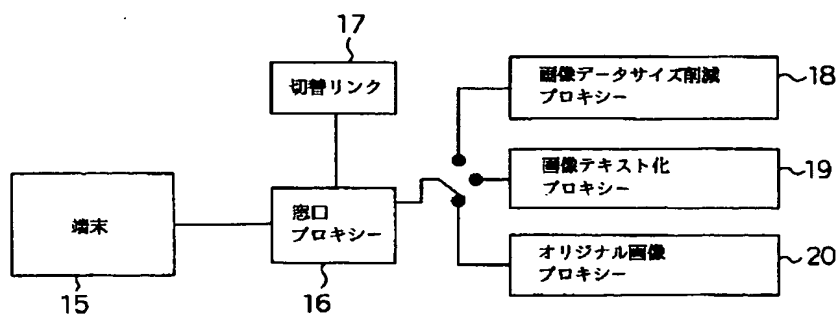 17
切替リンク
画像データサイズ削減
プロキシー
18
画像テキスト化
プロキシー
19
端末
窓口
プロキシー
オリジナル画像
プロキシー
20
15
16